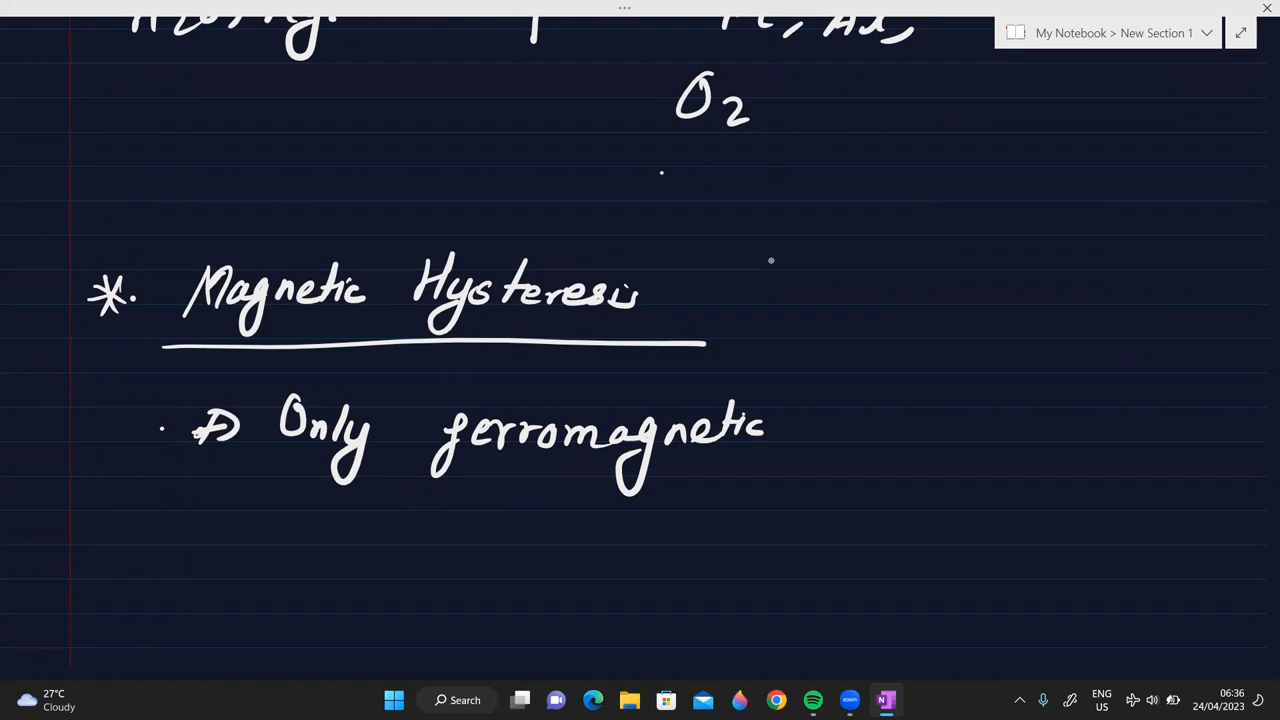 My Notebook > New Section 1
O2
*. Magnetic Hysteresis
Only ferromagnetic
27°C
Cloudy
Search
zoom
ENG
US
06:36
24/04/2023